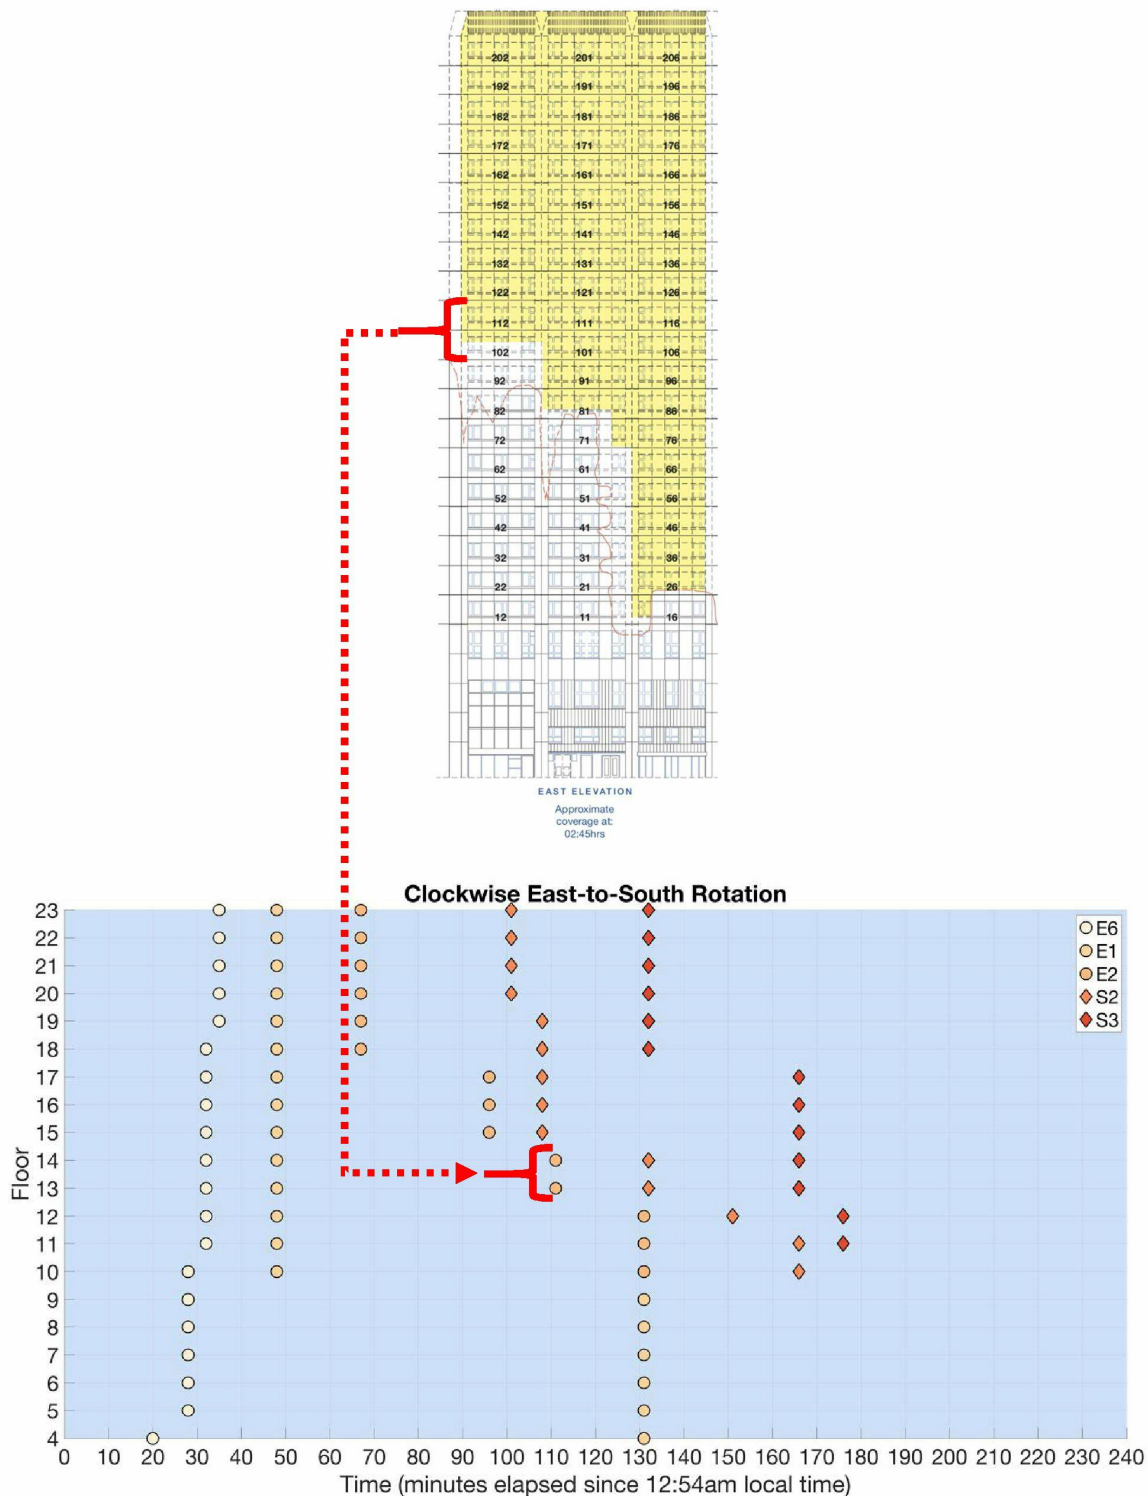 202 201 206
192 191 196
182 181 186
172 171 176
162 161 166
152 151 156
142 141 146
132 131 136
122 121 126
112 111 116
102 101 106
92 91 96
82 81 86
72 71 76
62 61 66
52 51 56
42 41 46
32 31 36
22 21 26
12 11 16
EAST ELEVATION
Approximate
coverage at:
02:45hrs
Clockwise East-to-South Rotation
23
22
21
20
19
18
17
16
15
14
13
12
11
10
9
8
7
6
5
4
Floor
E6
E1
E2
S2
S3
0 10 20 30 40 50 60 70 80 90 100 110 120 130 140 150 160 170 180 190 200 210 220 230 240
Time (minutes elapsed since 12:54am local time)